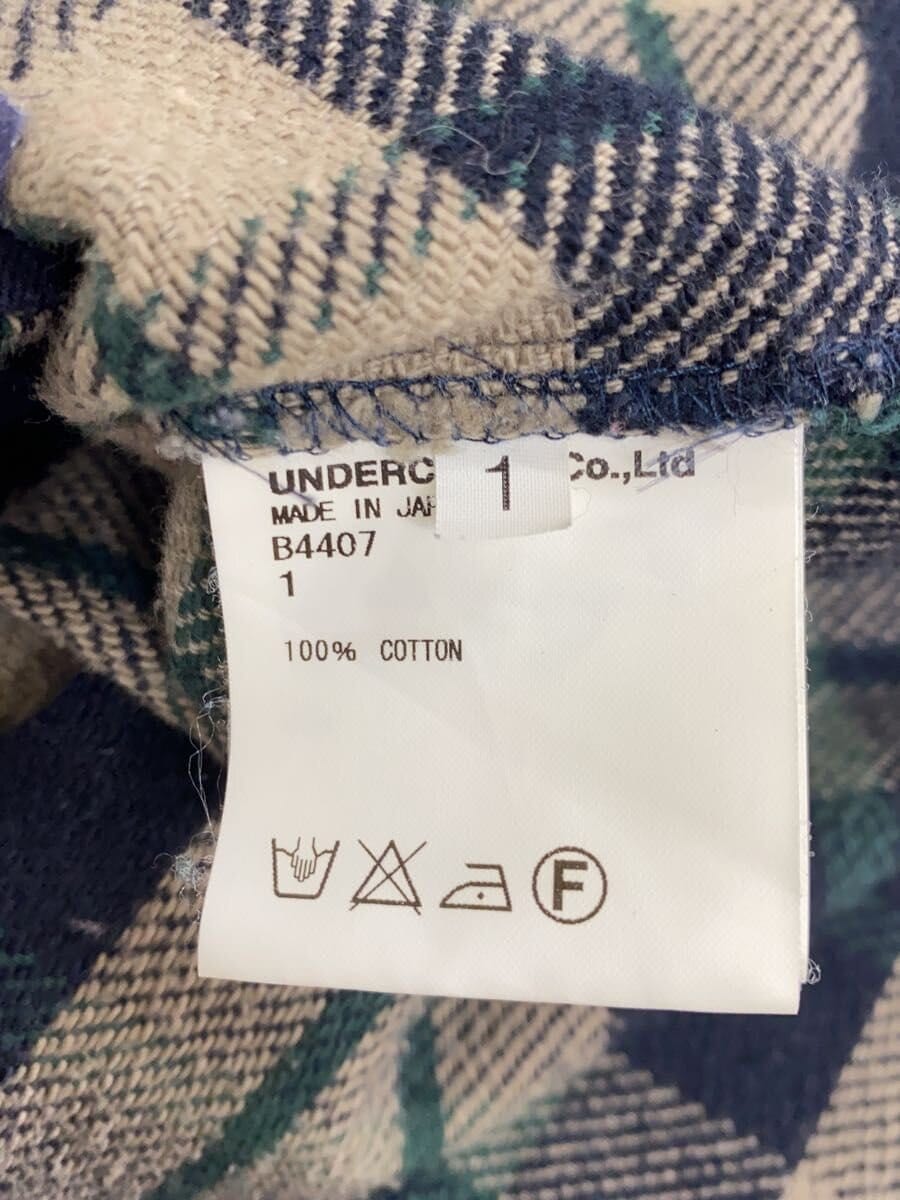 UNDERC
1
Co.,Ltd
MADE IN JAP
B4407
1
100% COTTON
F